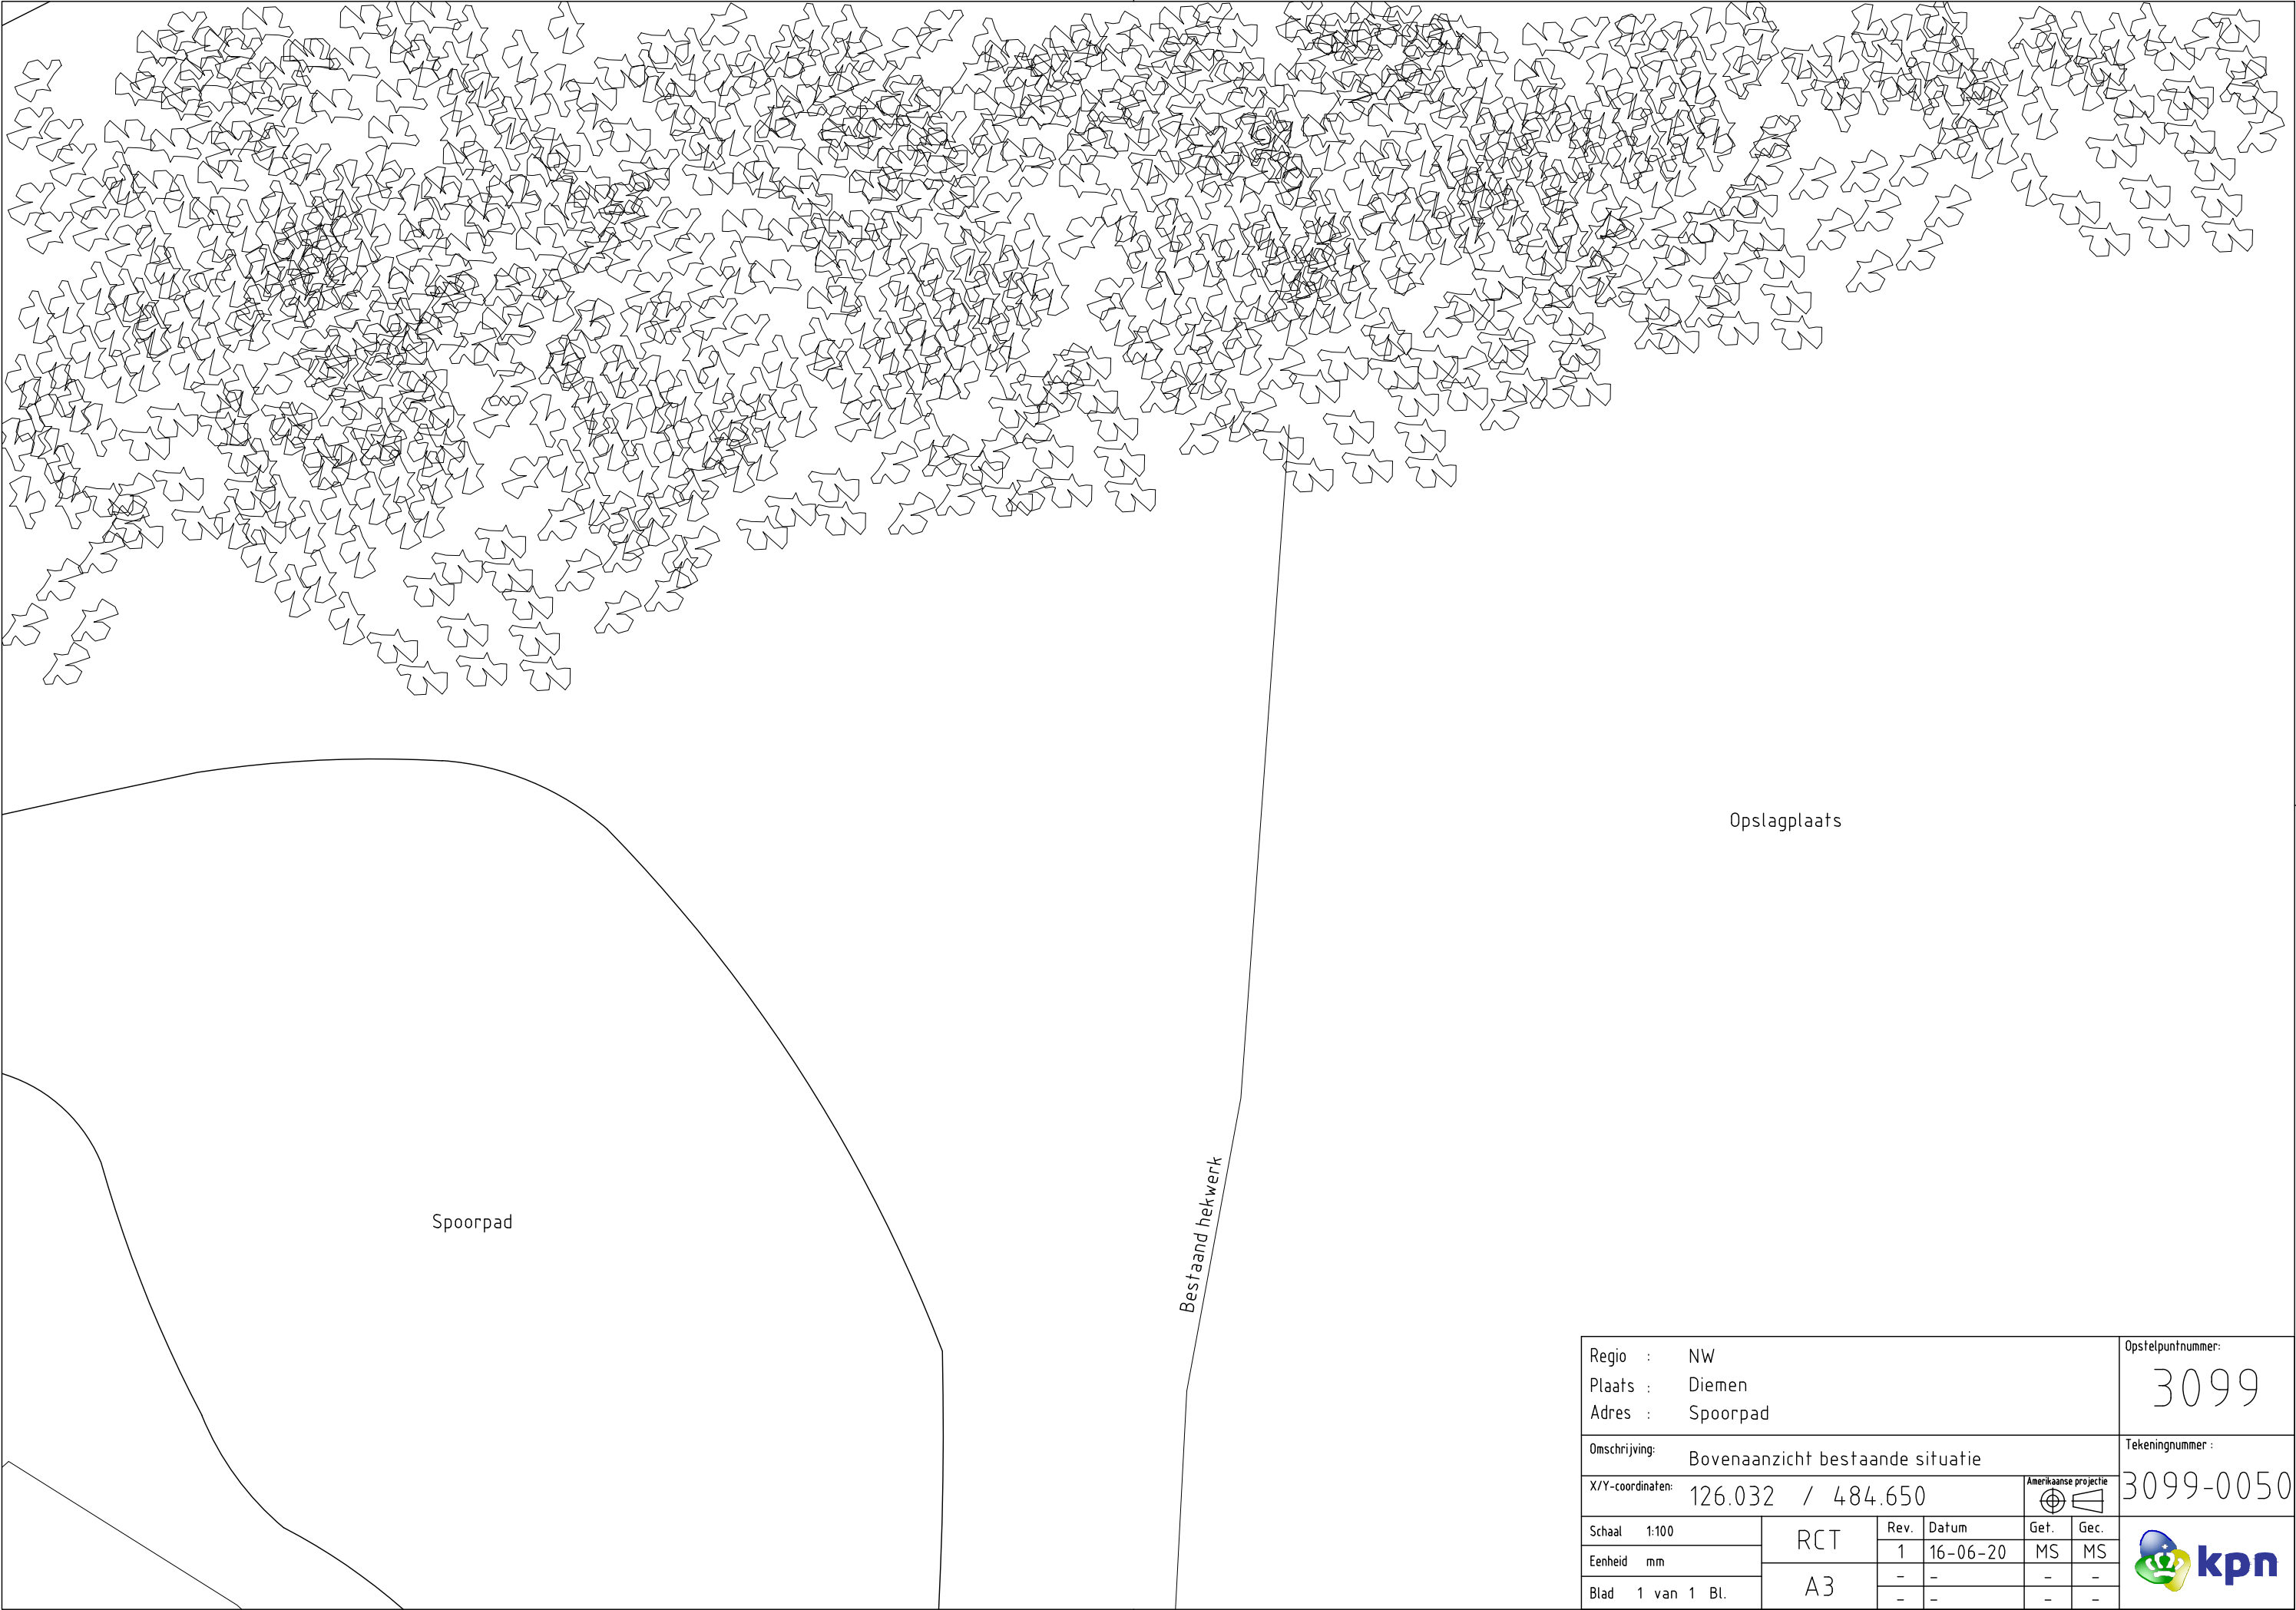 Opslagplaats
Bestaand hekwerk
Spoorpad
Regio : NW
Plaats : Diemen
Adres : Spoorpad
Opstelpuntnummer:
3099
Omschrijving: Bovenaanzicht bestaande situatie
Tekeningnummer :
3099-0050
X/Y-coordinaten: 126.032 / 484.650
Amerikaanse projectie
Schaal 1:100
Eenheid mm
Blad 1 van 1 Bl.
RCT
A3
Rev. Datum Get. Gec.
1 16-06-20 MS MS
- - - -
- - - -
kpn